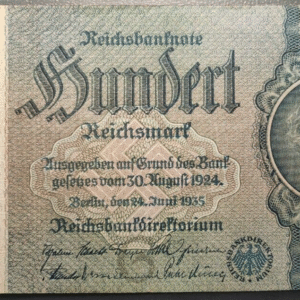 Reichsbanknote
Hundert
Reichsmark
Ausgegeben auf Grund des Bank
gesetzes vom 30. August 1924.
Berlin, den 24. Juni 1935
Reichsbankdirektorium
REICHSBANKDIREKTORIUM